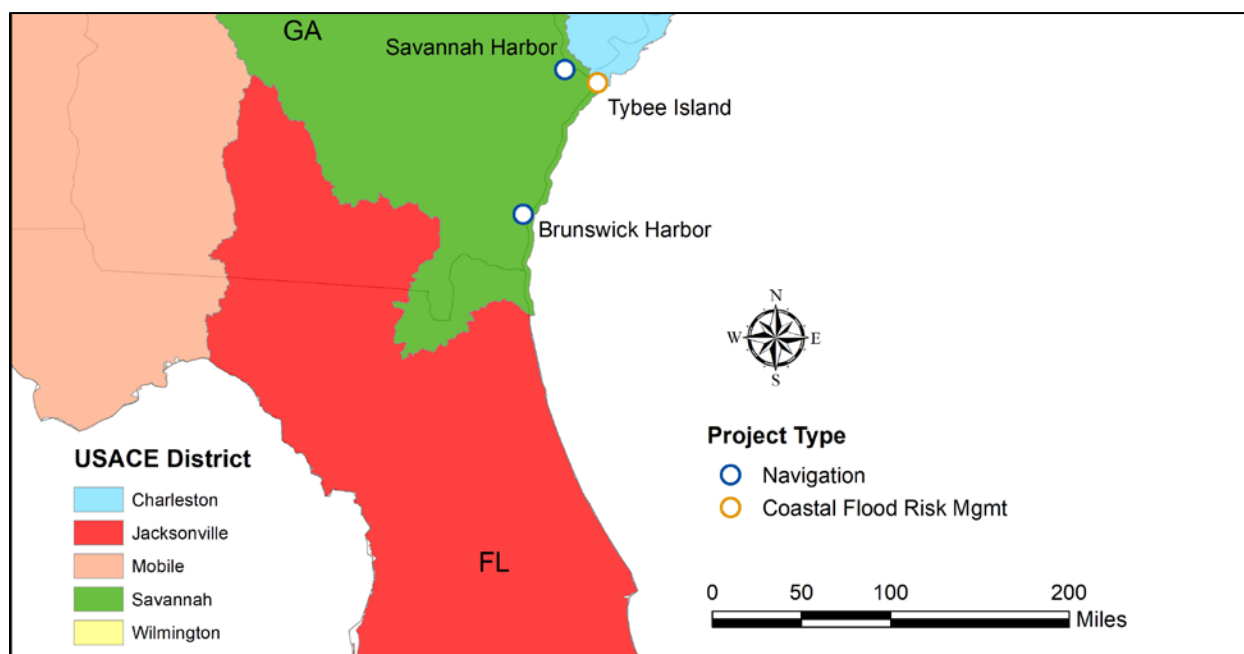 GA
Savannah Harbor
Tybee Island
Brunswick Harbor
N
W E
S
Project Type
Navigation
Coastal Flood Risk Mgmt
USACE District
Charleston
Jacksonville
Mobile
Savannah
Wilmington
FL
0 50 100 200
Miles